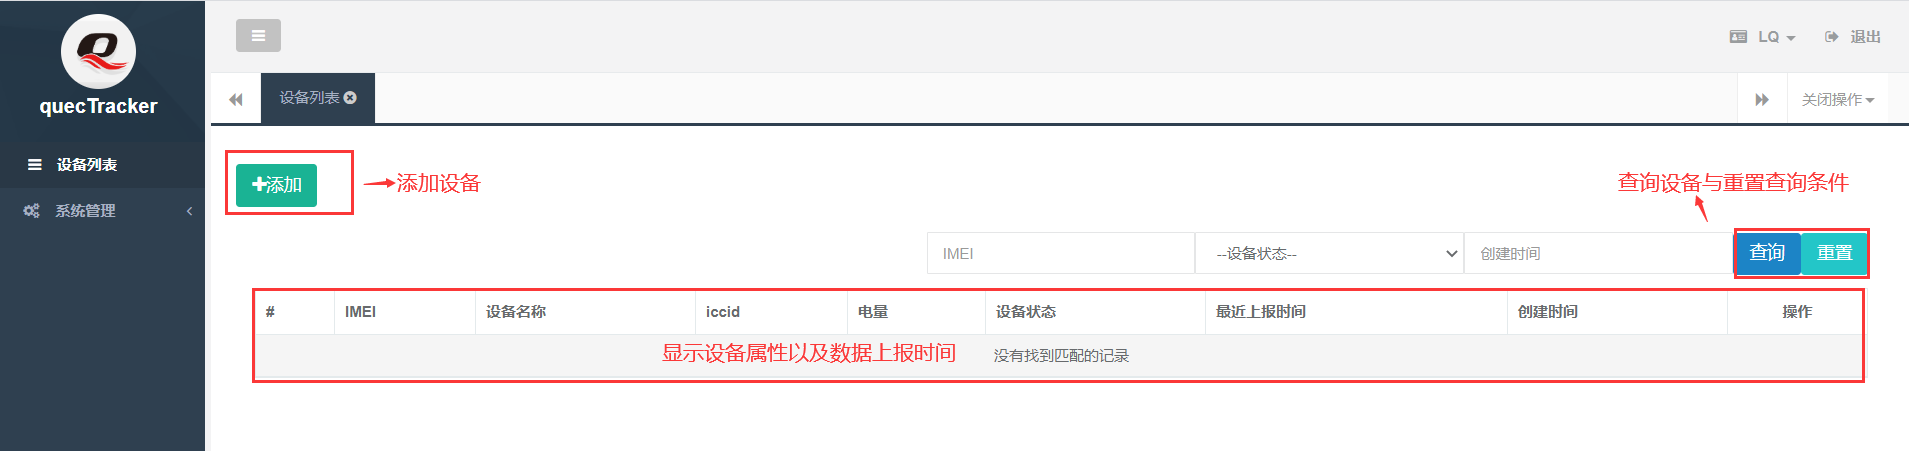 LQ
退出
quecTracker
设备列表
关闭操作
设备列表
系统管理
添加
添加设备
查询设备与重置查询条件
IMEI
--设备状态--
创建时间
查询
重置
# IMEI 设备名称 iccid 电量 设备状态 最近上报时间 创建时间 操作
显示设备属性以及数据上报时间
没有找到匹配的记录